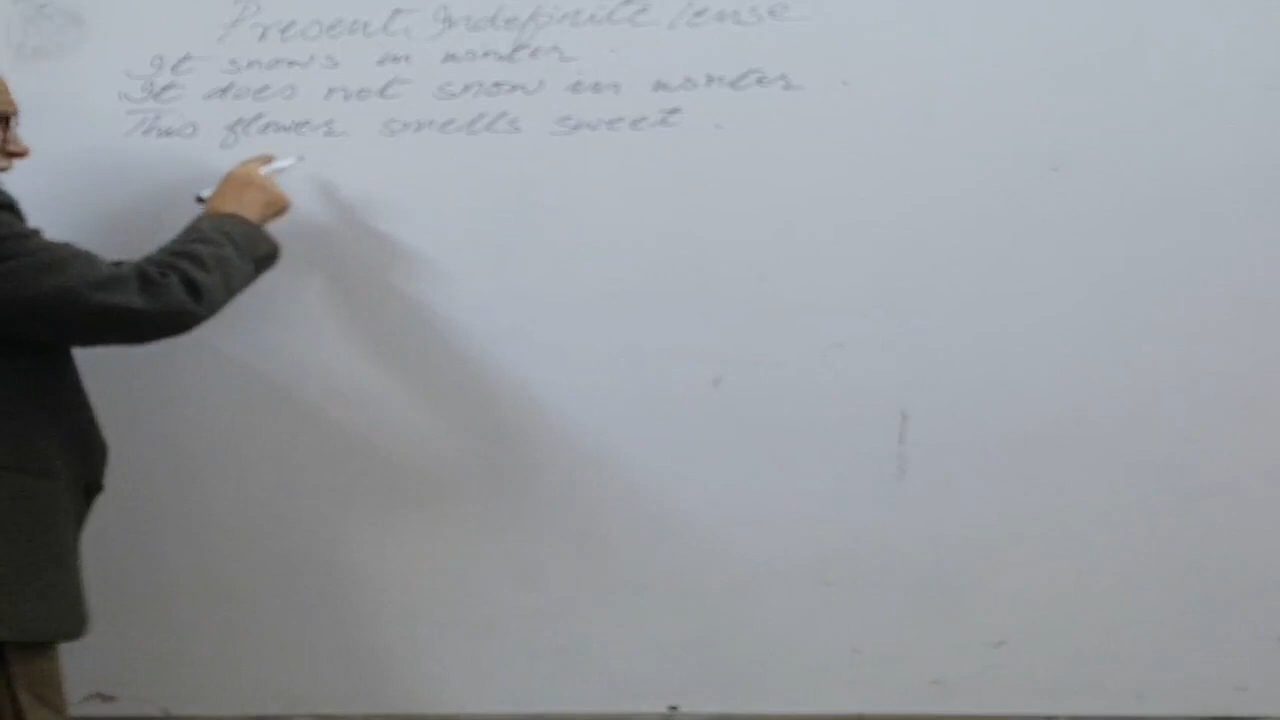 Present Indefinite Tense
It snows in winter.
It does not snow in winter.
This flower smells sweet.